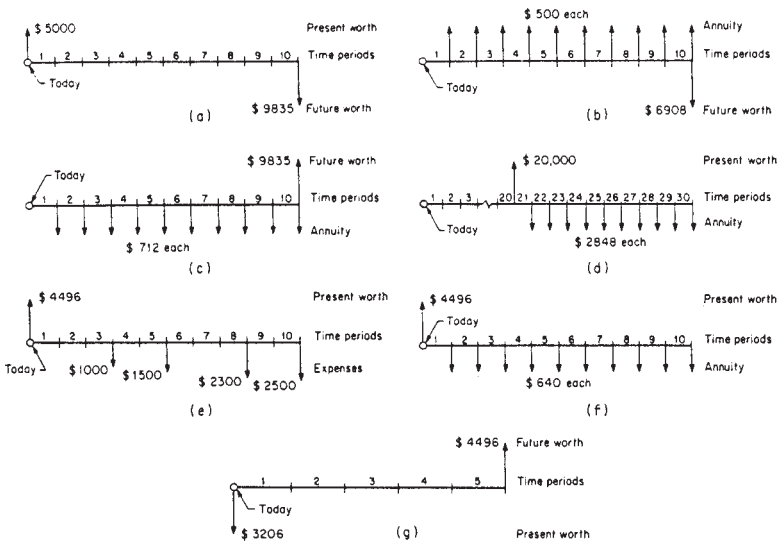 $ 5000 Present worth
1 2 3 4 5 6 7 8 9 10 Time periods
Today
$ 9835 Future worth
(a)
$ 500 each Annuity
1 2 3 4 5 6 7 8 9 10 Time periods
Today
$ 6908 Future worth
(b)
$ 9835 Future worth
Today
1 2 3 4 5 6 7 8 9 10 Time periods
Annuity
$ 712 each
(c)
$ 20,000 Present worth
1 2 3 20 21 22 23 24 25 26 27 28 29 30 Time periods
Today
Annuity
$ 2848 each
(d)
$ 4496 Present worth
1 2 3 4 5 6 7 8 9 10 Time periods
Today $1000 $1500 $ 2300 $ 2500 Expenses
(e)
$ 4496 Present worth
Today
1 2 3 4 5 6 7 8 9 10 Time periods
Annuity
$ 640 each
(f)
$ 4496 Future worth
1 2 3 4 5 Time periods
Today
$ 3206 Present worth
(g)